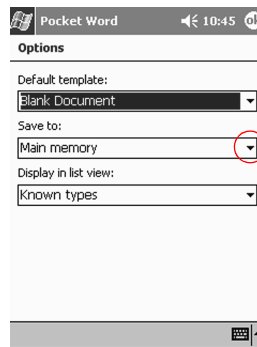 Pocket Word 10:45 ok
Options
Default template:
Blank Document
Save to:
Main memory
Display in list view:
Known types